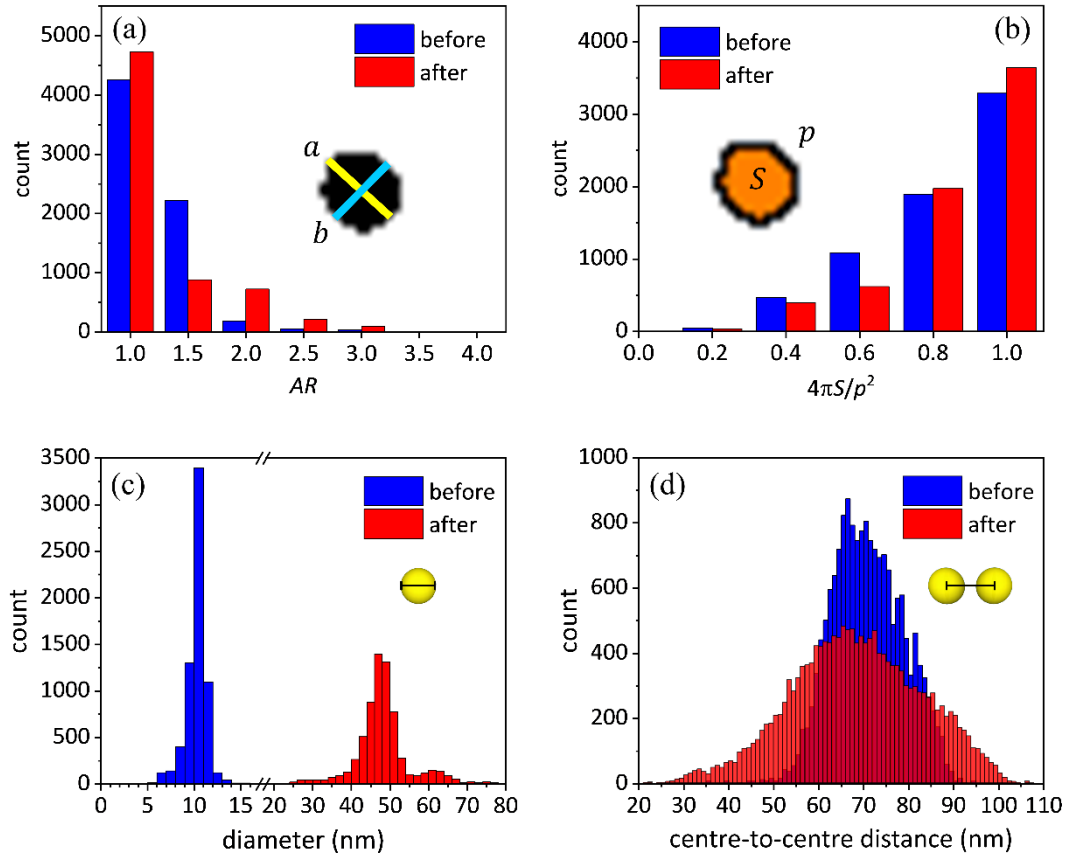 (a)
before
after
a
b
count
5000
4000
3000
2000
1000
0
1.0 1.5 2.0 2.5 3.0 3.5 4.0
AR
(b)
before
after
p
S
count
4000
3000
2000
1000
0
0.0 0.2 0.4 0.6 0.8 1.0
4πS/p²
(c)
before
after
count
3500
3000
2500
2000
1500
1000
500
0
0 5 10 15 20 30 40 50 60 70 80
diameter (nm)
(d)
before
after
count
1000
800
600
400
200
0
20 30 40 50 60 70 80 90 100 110
centre-to-centre distance (nm)